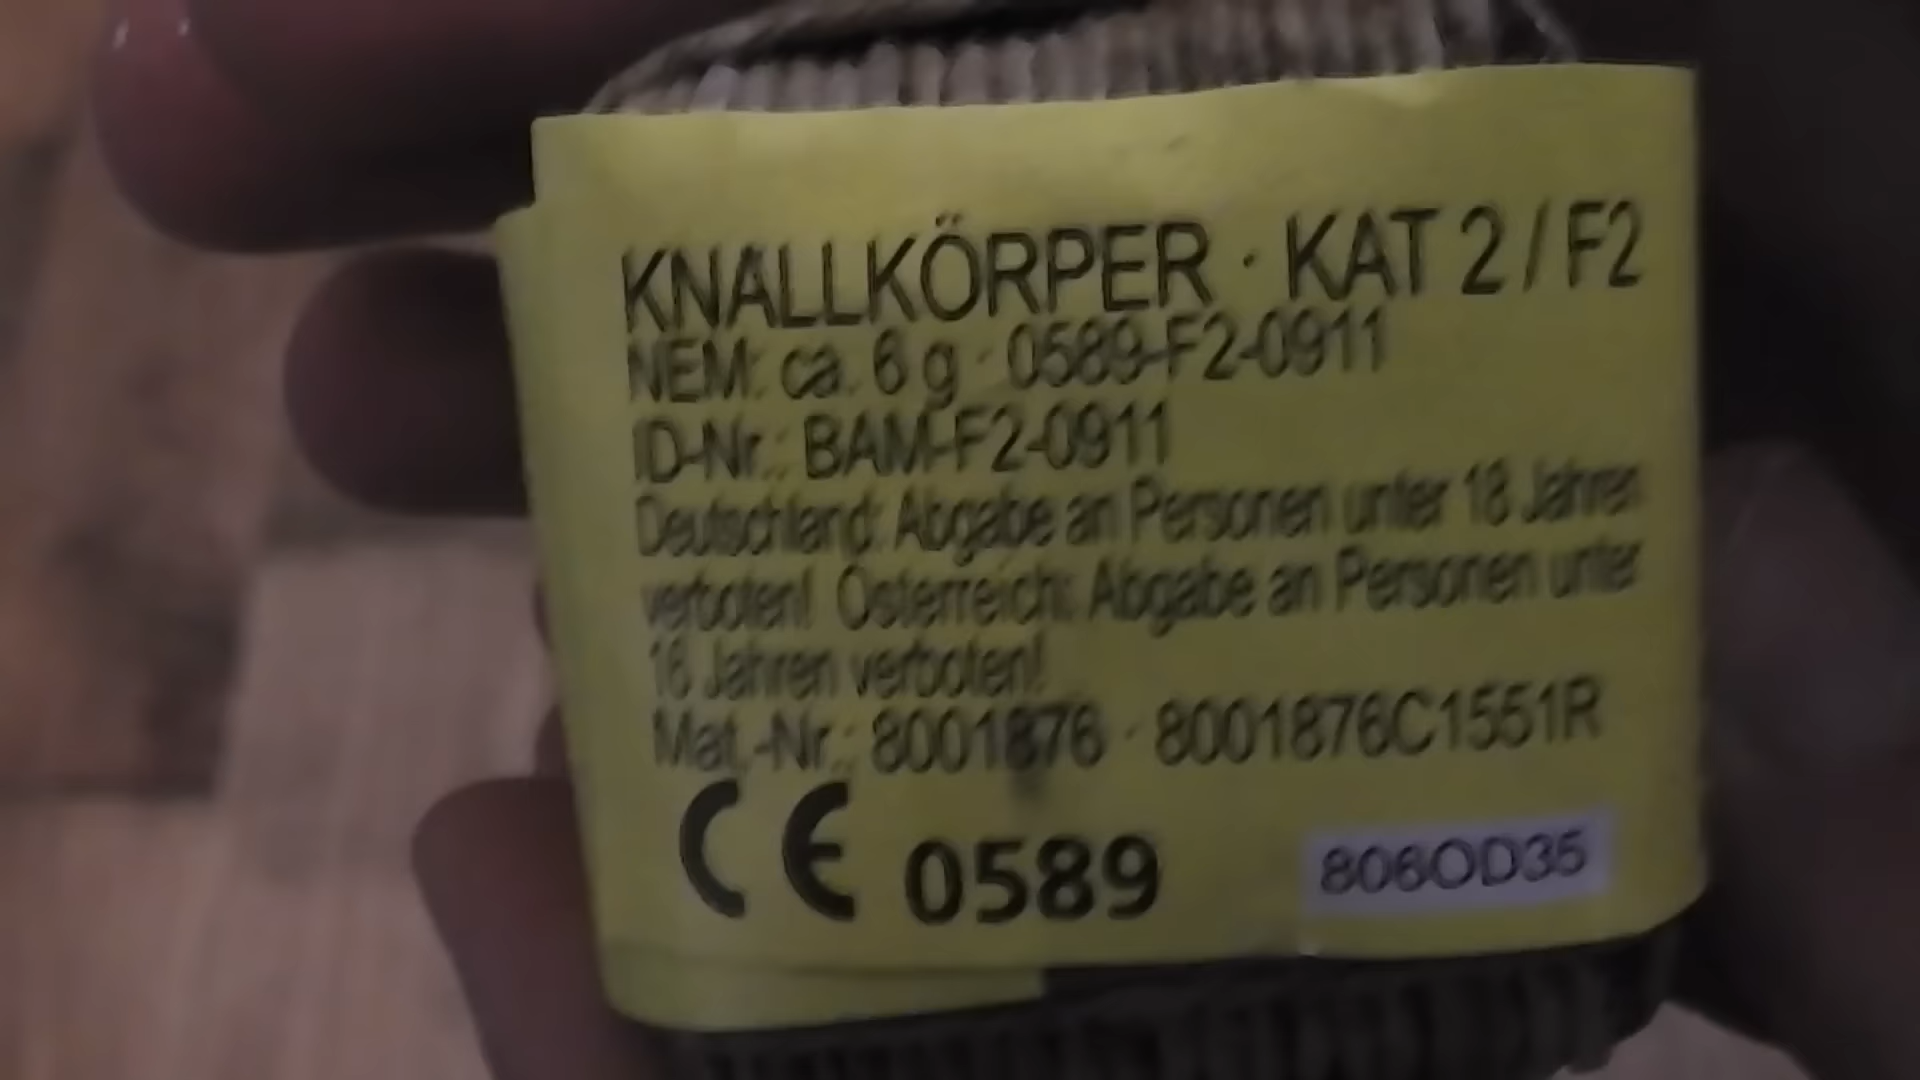 KNALLKÖRPER · KAT 2 / F2
NEM: ca. 6 g · 0589-F2-0911
ID-Nr.: BAM-F2-0911
Deutschland: Abgabe an Personen unter 18 Jahren
verboten! Österreich: Abgabe an Personen unter
16 Jahren verboten!
Mat.-Nr.: 8001876 · 8001876C1551R
CE 0589
806OD35